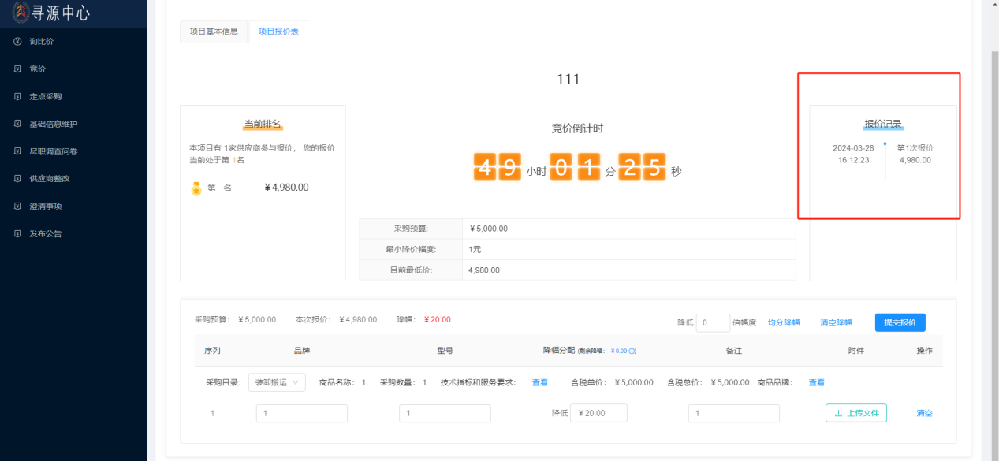 寻源中心
询比价
竞价
定点采购
基础信息维护
尽职调查问卷
供应商整改
澄清事项
发布公告
项目基本信息 项目报价表
111
当前排名
本项目有 1家供应商参与报价， 您的报价
当前处于第 1名
第一名 ¥4,980.00
竞价倒计时
49 小时 01 分 25 秒
采购预算: ¥5,000.00
最小降价幅度: 1元
目前最低价: 4,980.00
报价记录
2024-03-28 第1次报价
16:12:23 4,980.00
采购预算: ¥5,000.00 本次报价: ¥4,980.00 降幅: ¥20.00 降低 0 倍幅度 均分降幅 清空降幅 提交报价
序列 品牌 型号 降幅分配 (剩余降幅: ¥0.00) 备注 附件 操作
采购目录: 装卸搬运 商品名称: 1 采购数量: 1 技术指标和服务要求: 查看 含税单价: ¥5,000.00 含税总价: ¥5,000.00 商品品牌: 查看
1 1 1 降低 ¥20.00 1 上传文件 清空